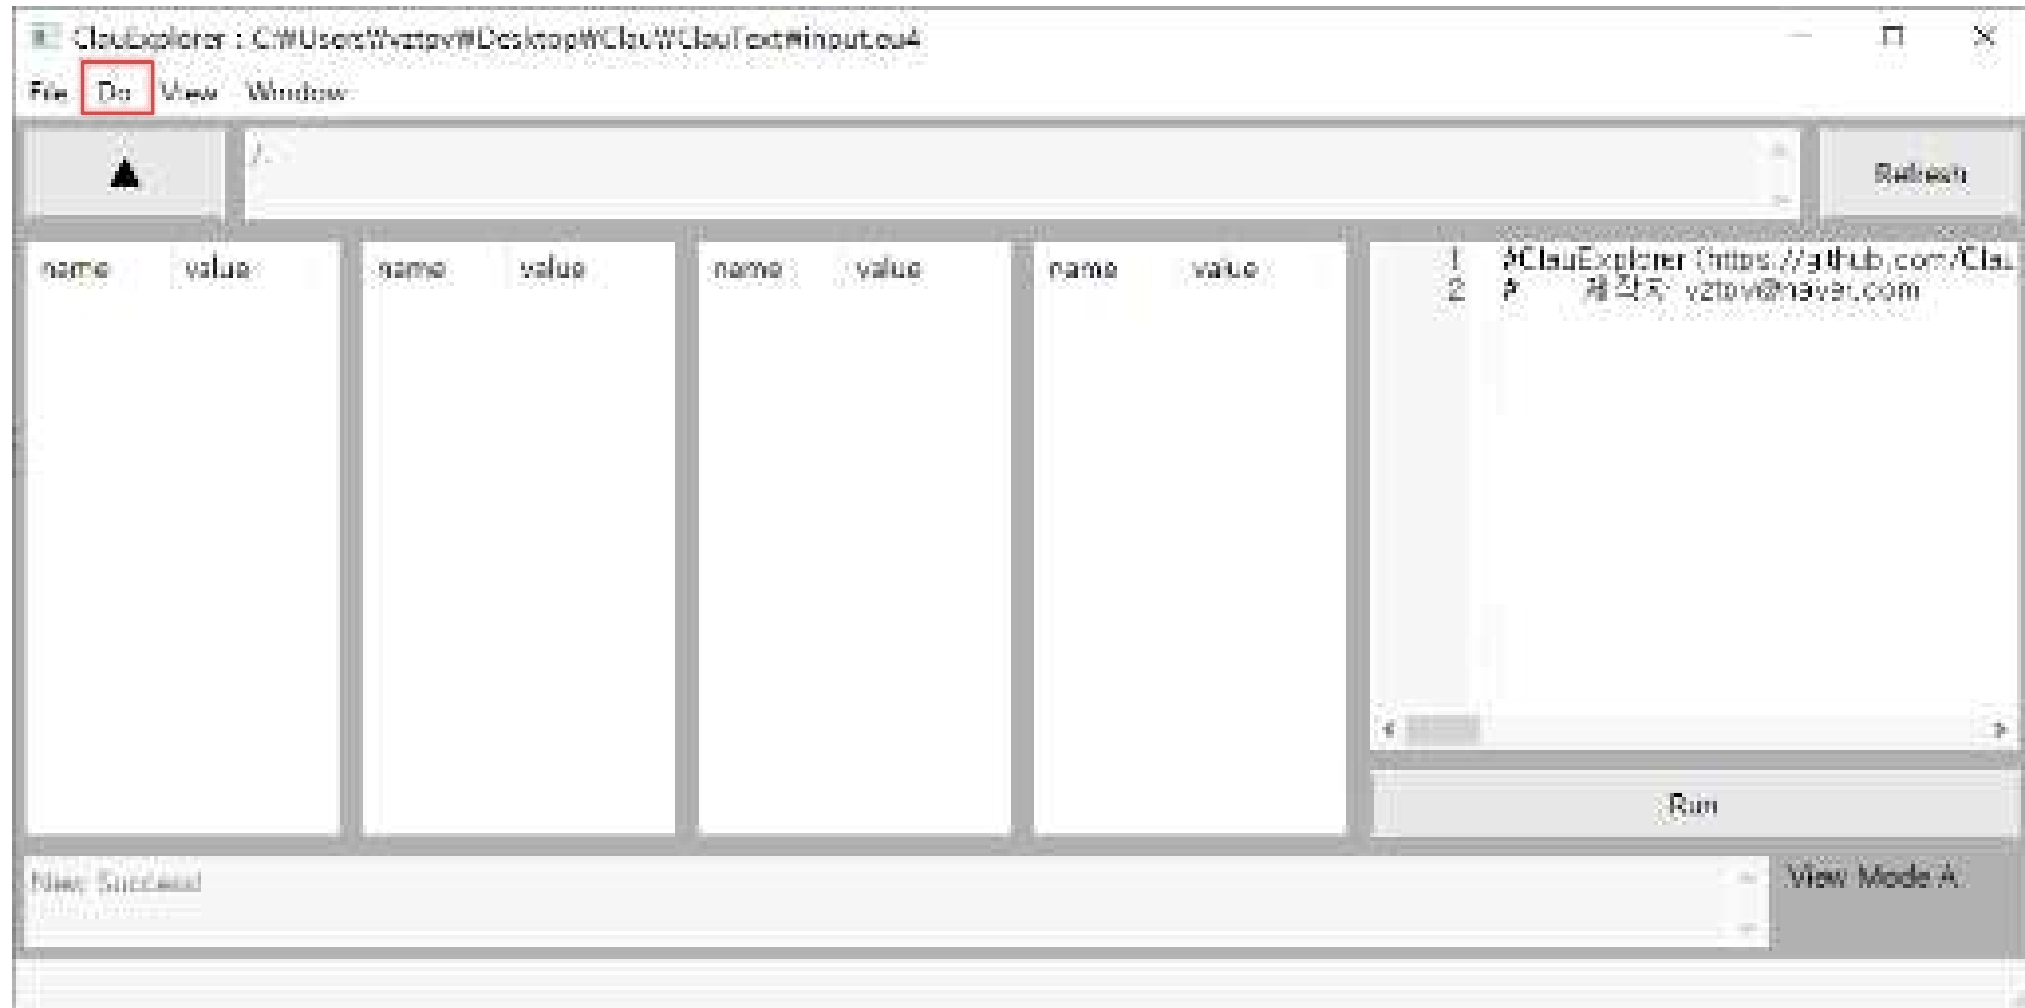 ClauExplorer : C:₩Users₩vztpv₩Desktop₩Clau₩ClauText₩input.eu4
File Do View Window
▲ /. Refresh
name value name value name value name value
1 #ClauExplorer (https://github.com/Clau
2 # 제작자 vztpv@naver.com
Run
New Success! View Mode A